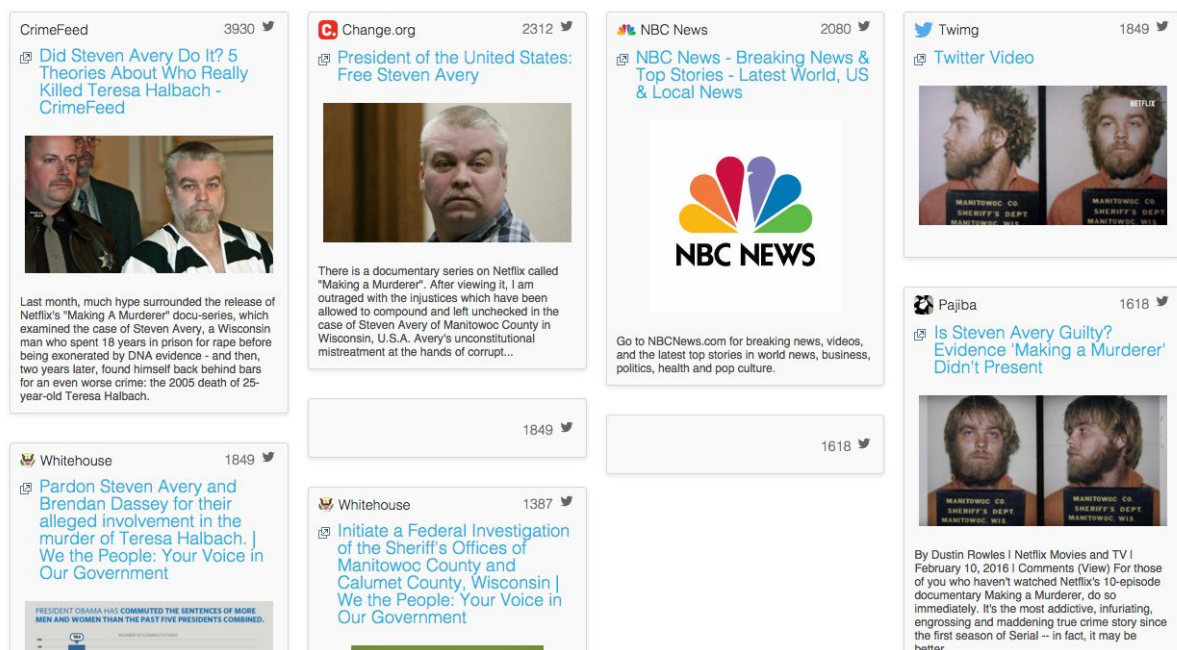 CrimeFeed 3930
Did Steven Avery Do It? 5
Theories About Who Really
Killed Teresa Halbach -
CrimeFeed
Last month, much hype surrounded the release of
Netflix's "Making A Murderer" docu-series, which
examined the case of Steven Avery, a Wisconsin
man who spent 18 years in prison for rape before
being exonerated by DNA evidence - and then,
two years later, found himself back behind bars
for an even worse crime: the 2005 death of 25-
year-old Teresa Halbach.
Whitehouse 1849
Pardon Steven Avery and
Brendan Dassey for their
alleged involvement in the
murder of Teresa Halbach. |
We the People: Your Voice in
Our Government
PRESIDENT OBAMA HAS COMMUTED THE SENTENCES OF MORE
MEN AND WOMEN THAN THE PAST FIVE PRESIDENTS COMBINED.
C. Change.org 2312
President of the United States:
Free Steven Avery
There is a documentary series on Netflix called
"Making a Murderer". After viewing it, I am
outraged with the injustices which have been
allowed to compound and left unchecked in the
case of Steven Avery of Manitowoc County in
Wisconsin, U.S.A. Avery's unconstitutional
mistreatment at the hands of corrupt...
1849
Whitehouse 1387
Initiate a Federal Investigation
of the Sheriff's Offices of
Manitowoc County and
Calumet County, Wisconsin |
We the People: Your Voice in
Our Government
NBC News 2080
NBC News - Breaking News &
Top Stories - Latest World, US
& Local News
NBC NEWS
Go to NBCNews.com for breaking news, videos,
and the latest top stories in world news, business,
politics, health and pop culture.
1618
Twimg 1849
Twitter Video
NETFLIX
MANITOWOC CO. MANITOWOC CO.
SHERIFF'S DEPT. SHERIFF'S DEPT
MANITOWOC, WIS. MANITOWOC, WIS
Pajiba 1618
Is Steven Avery Guilty?
Evidence 'Making a Murderer'
Didn't Present
MANITOWOC CO. MANITOWOC CO.
SHERIFF'S DEPT. SHERIFF'S DEPT.
MANITOWOC, WIS. MANITOWOC, WIS.
By Dustin Rowles | Netflix Movies and TV |
February 10, 2016 | Comments (View) For those
of you who haven't watched Netflix's 10-episode
documentary Making a Murderer, do so
immediately. It's the most addictive, infuriating,
engrossing and maddening true crime story since
the first season of Serial -- in fact, it may be
better